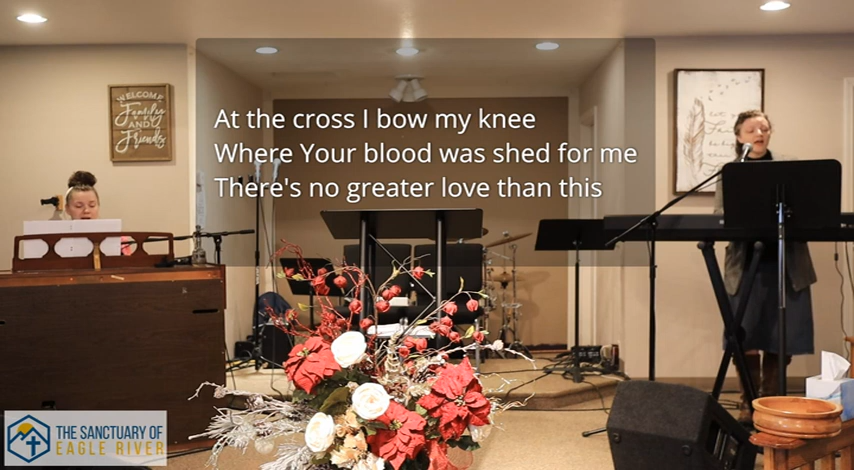 At the cross I bow my knee
Where Your blood was shed for me
There's no greater love than this
WELCOME
Family
AND
Friends
THE SANCTUARY OF
EAGLE RIVER